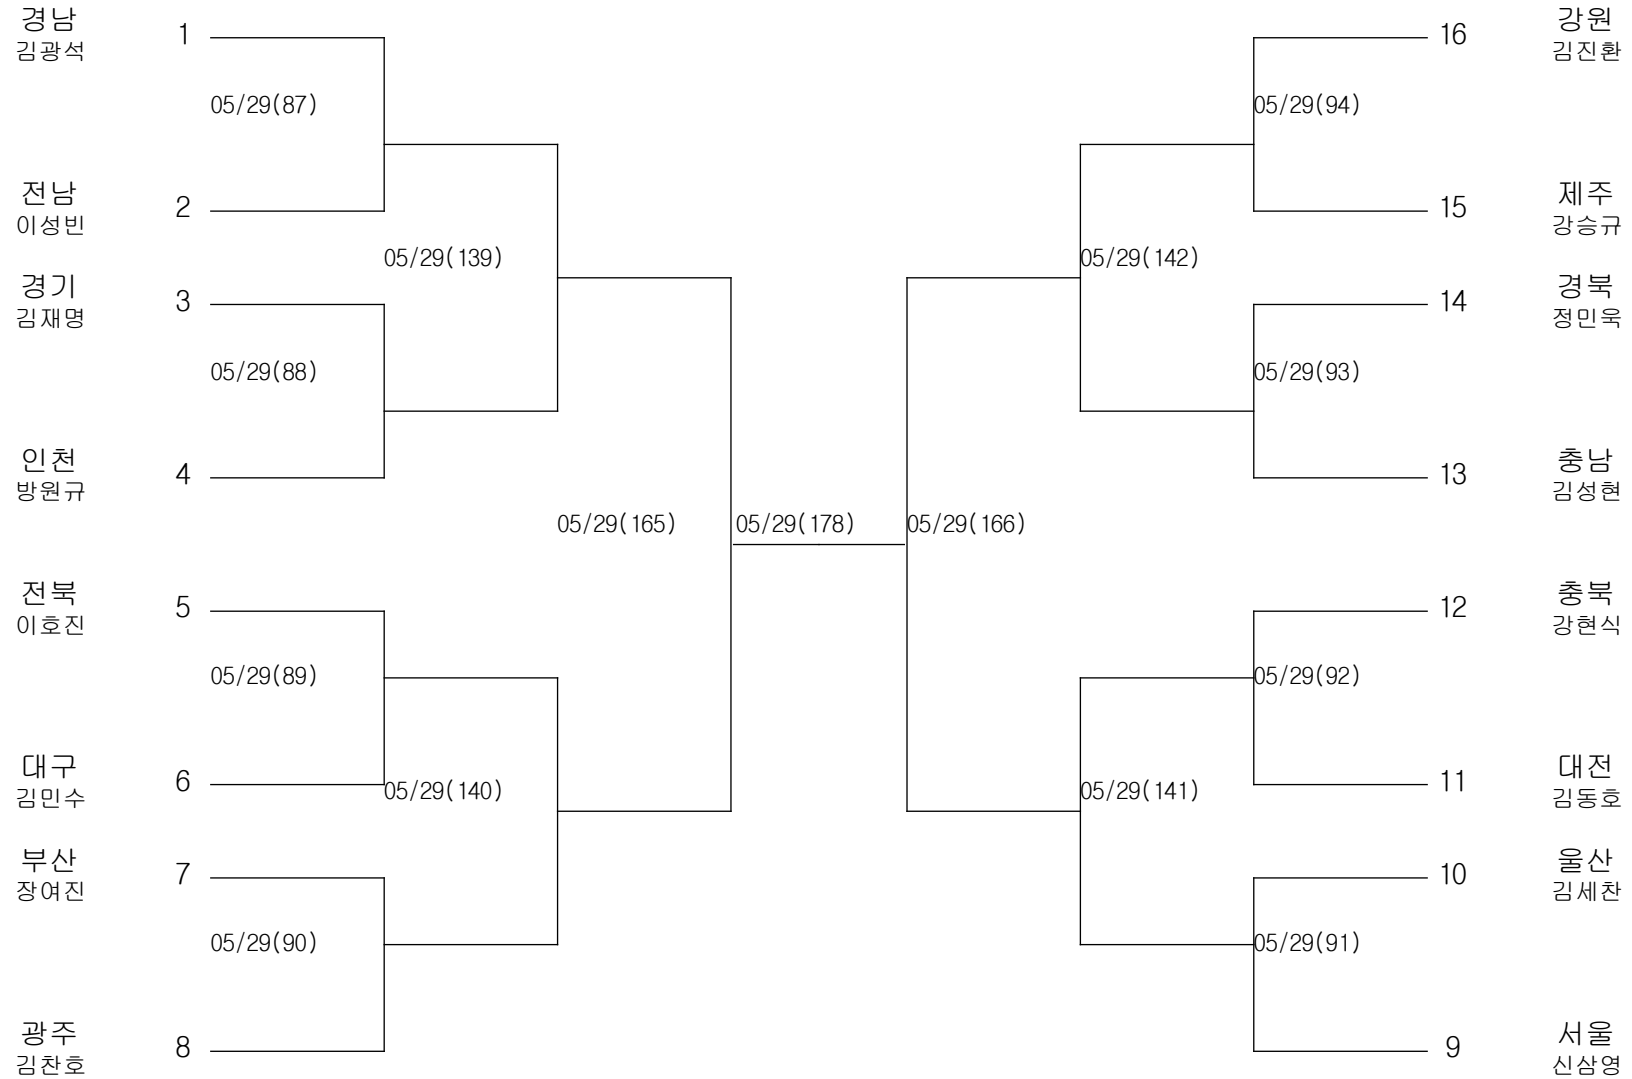 경남
김광석
1
16
강원
김진환
05/29(87)
05/29(94)
전남
이성빈
2
15
제주
강승규
05/29(139)
05/29(142)
경기
김재명
3
14
경북
정민욱
05/29(88)
05/29(93)
인천
방원규
4
13
충남
김성현
05/29(165)
05/29(178)
05/29(166)
전북
이호진
5
12
충북
강현식
05/29(89)
05/29(92)
대구
김민수
6
11
대전
김동호
05/29(140)
05/29(141)
부산
장여진
7
10
울산
김세찬
05/29(90)
05/29(91)
광주
김찬호
8
9
서울
신삼영